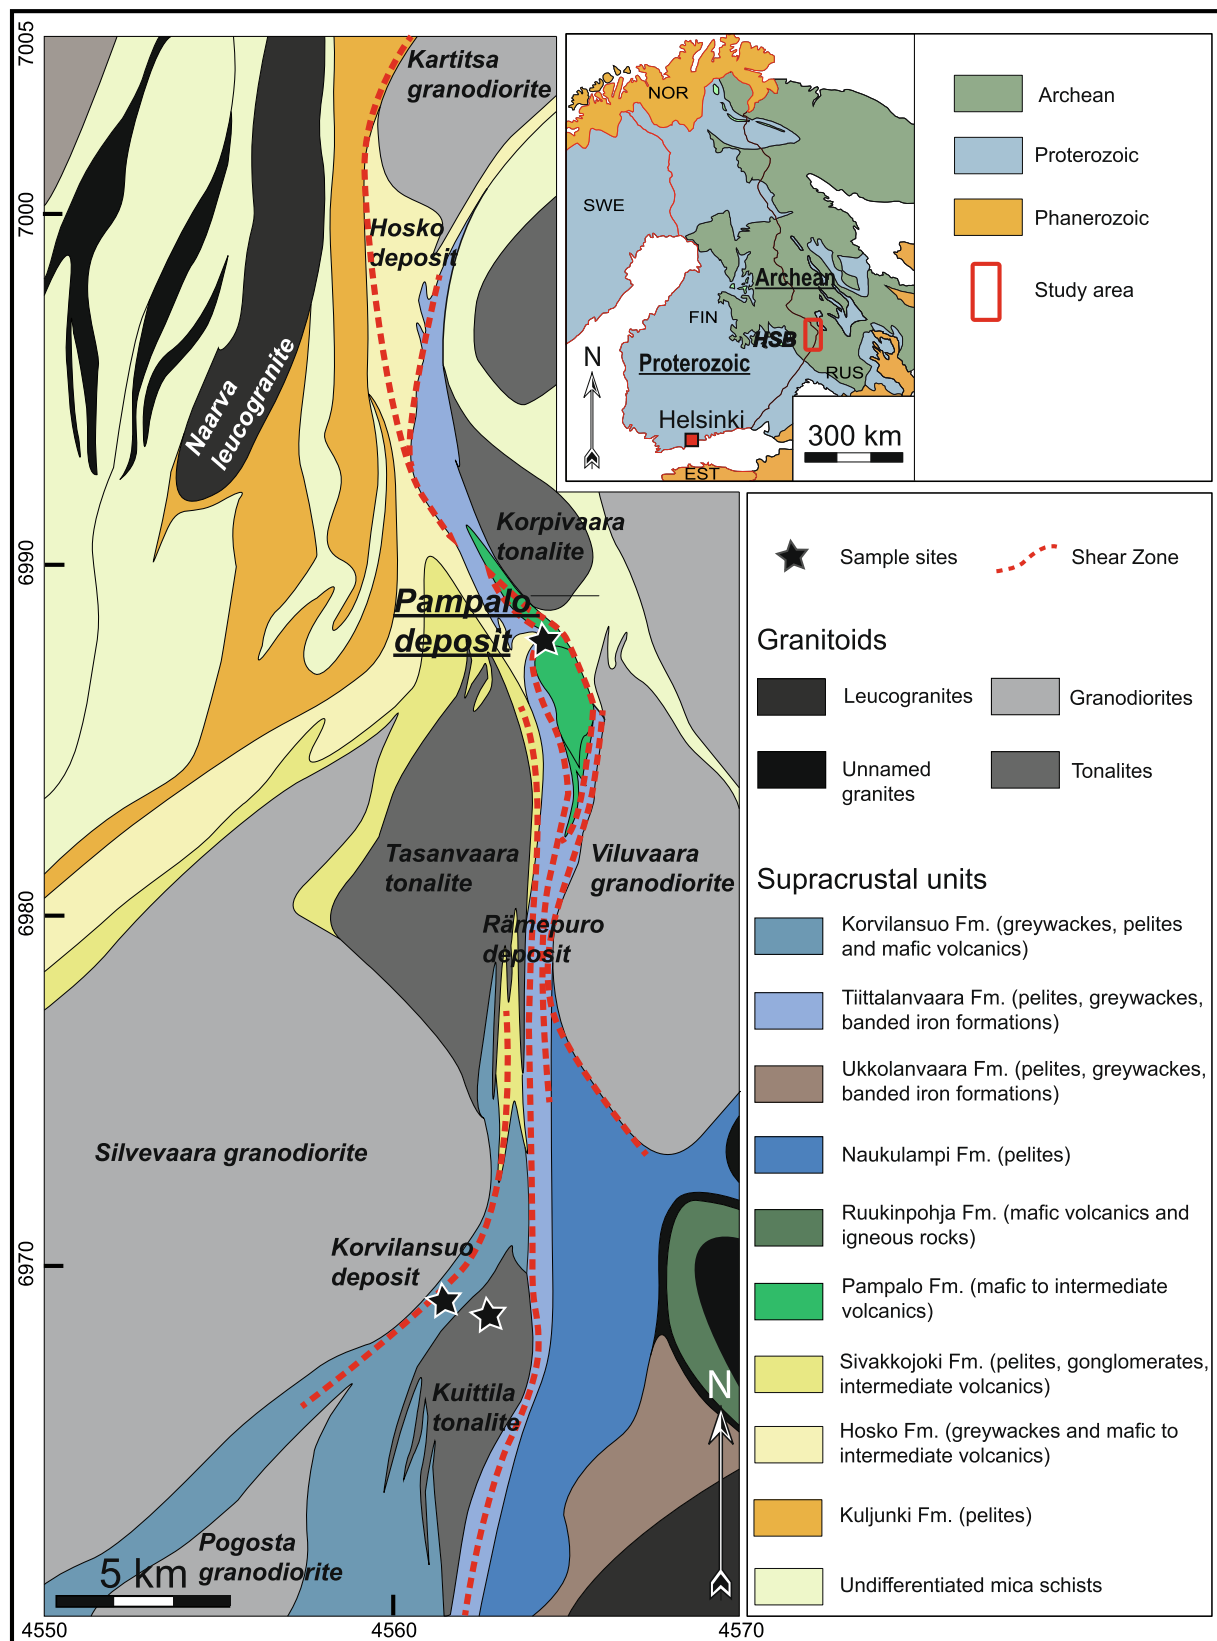 7005
7000
6990
6980
6970
4550
4560
4570
Kartitsa
granodiorite
Hosko
deposit
Naarva
leucogranite
Korpivaara
tonalite
Pampalo
deposit
Tasanvaara
tonalite
Viluvaara
granodiorite
Rämepuro
deposit
Silvevaara granodiorite
Korvilansuo
deposit
Kuittila
tonalite
Pogosta
granodiorite
5 km
N
NOR
SWE
FIN
Archean
HSB
Proterozoic
RUS
Helsinki
EST
N
300 km
Archean
Proterozoic
Phanerozoic
Study area
Sample sites
Shear Zone
Granitoids
Leucogranites
Granodiorites
Unnamed
granites
Tonalites
Supracrustal units
Korvilansuo Fm. (greywackes, pelites
and mafic volcanics)
Tiittalanvaara Fm. (pelites, greywackes,
banded iron formations)
Ukkolanvaara Fm. (pelites, greywackes,
banded iron formations)
Naukulampi Fm. (pelites)
Ruukinpohja Fm. (mafic volcanics and
igneous rocks)
Pampalo Fm. (mafic to intermediate
volcanics)
Sivakkojoki Fm. (pelites, gonglomerates,
intermediate volcanics)
Hosko Fm. (greywackes and mafic to
intermediate volcanics)
Kuljunki Fm. (pelites)
Undifferentiated mica schists